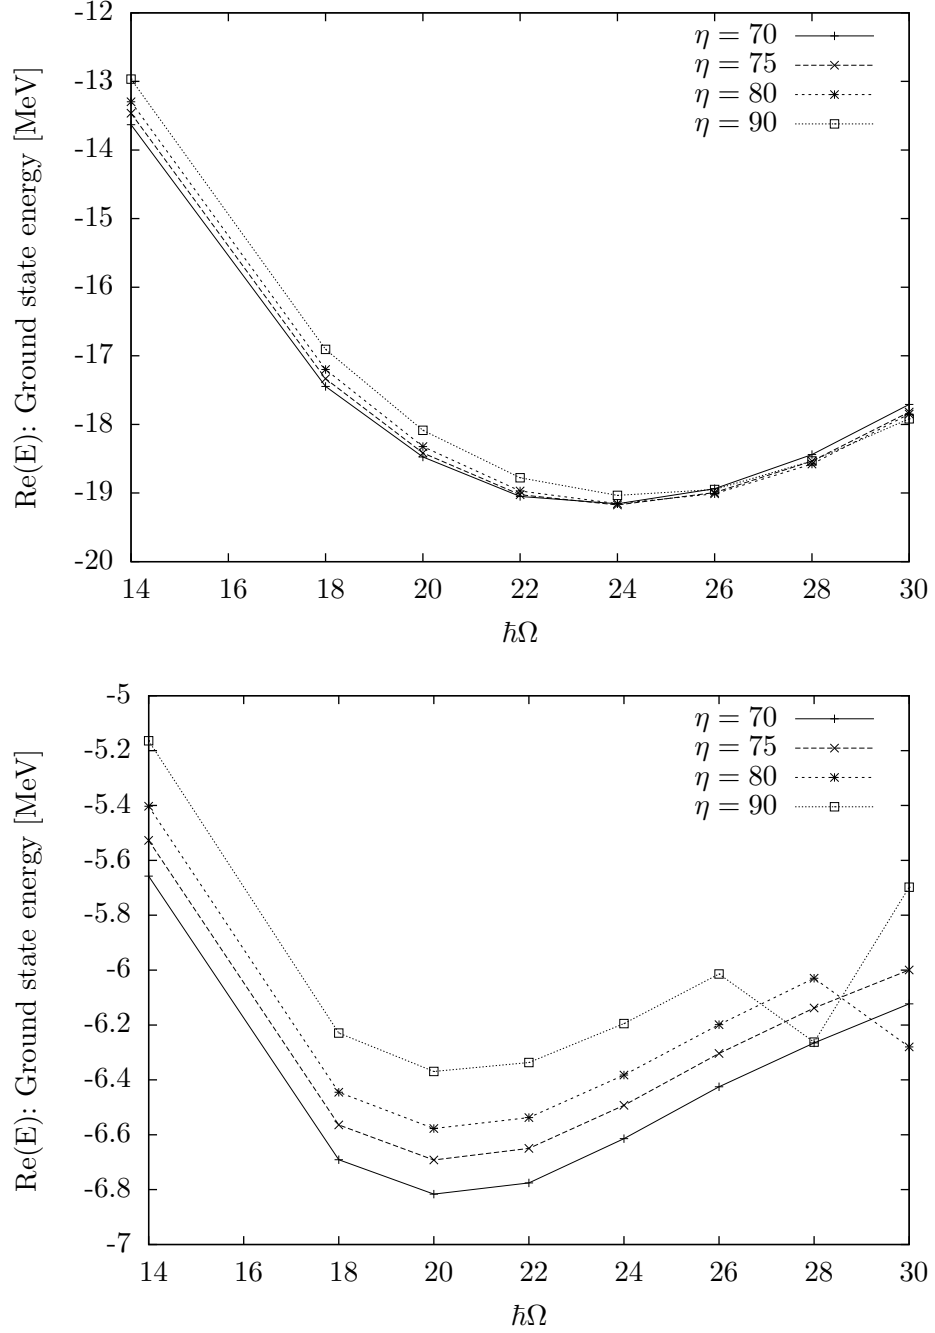 -12
-13
-14
-15
-16
-17
-18
-19
-20
14 16 18 20 22 24 26 28 30
Re(E): Ground state energy [MeV]
ℏΩ
η = 70
η = 75
η = 80
η = 90
-5
-5.2
-5.4
-5.6
-5.8
-6
-6.2
-6.4
-6.6
-6.8
-7
14 16 18 20 22 24 26 28 30
Re(E): Ground state energy [MeV]
ℏΩ
η = 70
η = 75
η = 80
η = 90